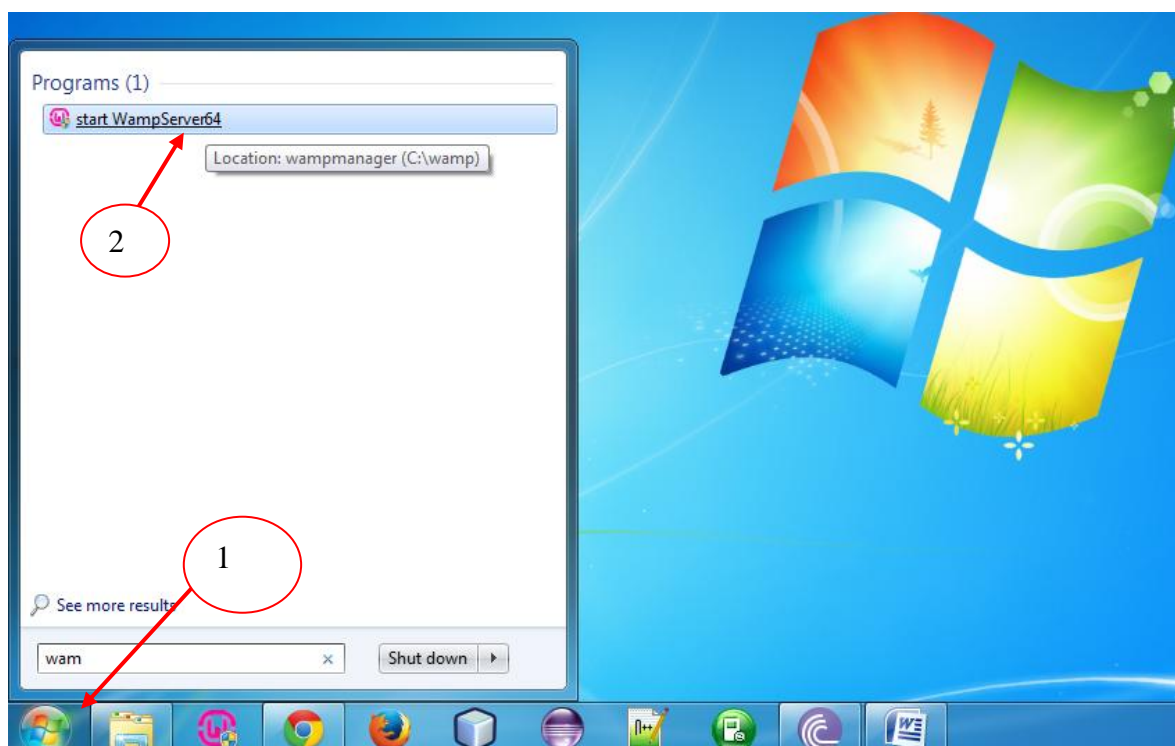 Programs (1)
start WampServer64
Location: wampmanager (C:\wamp)
2
1
See more results
wam
Shut down